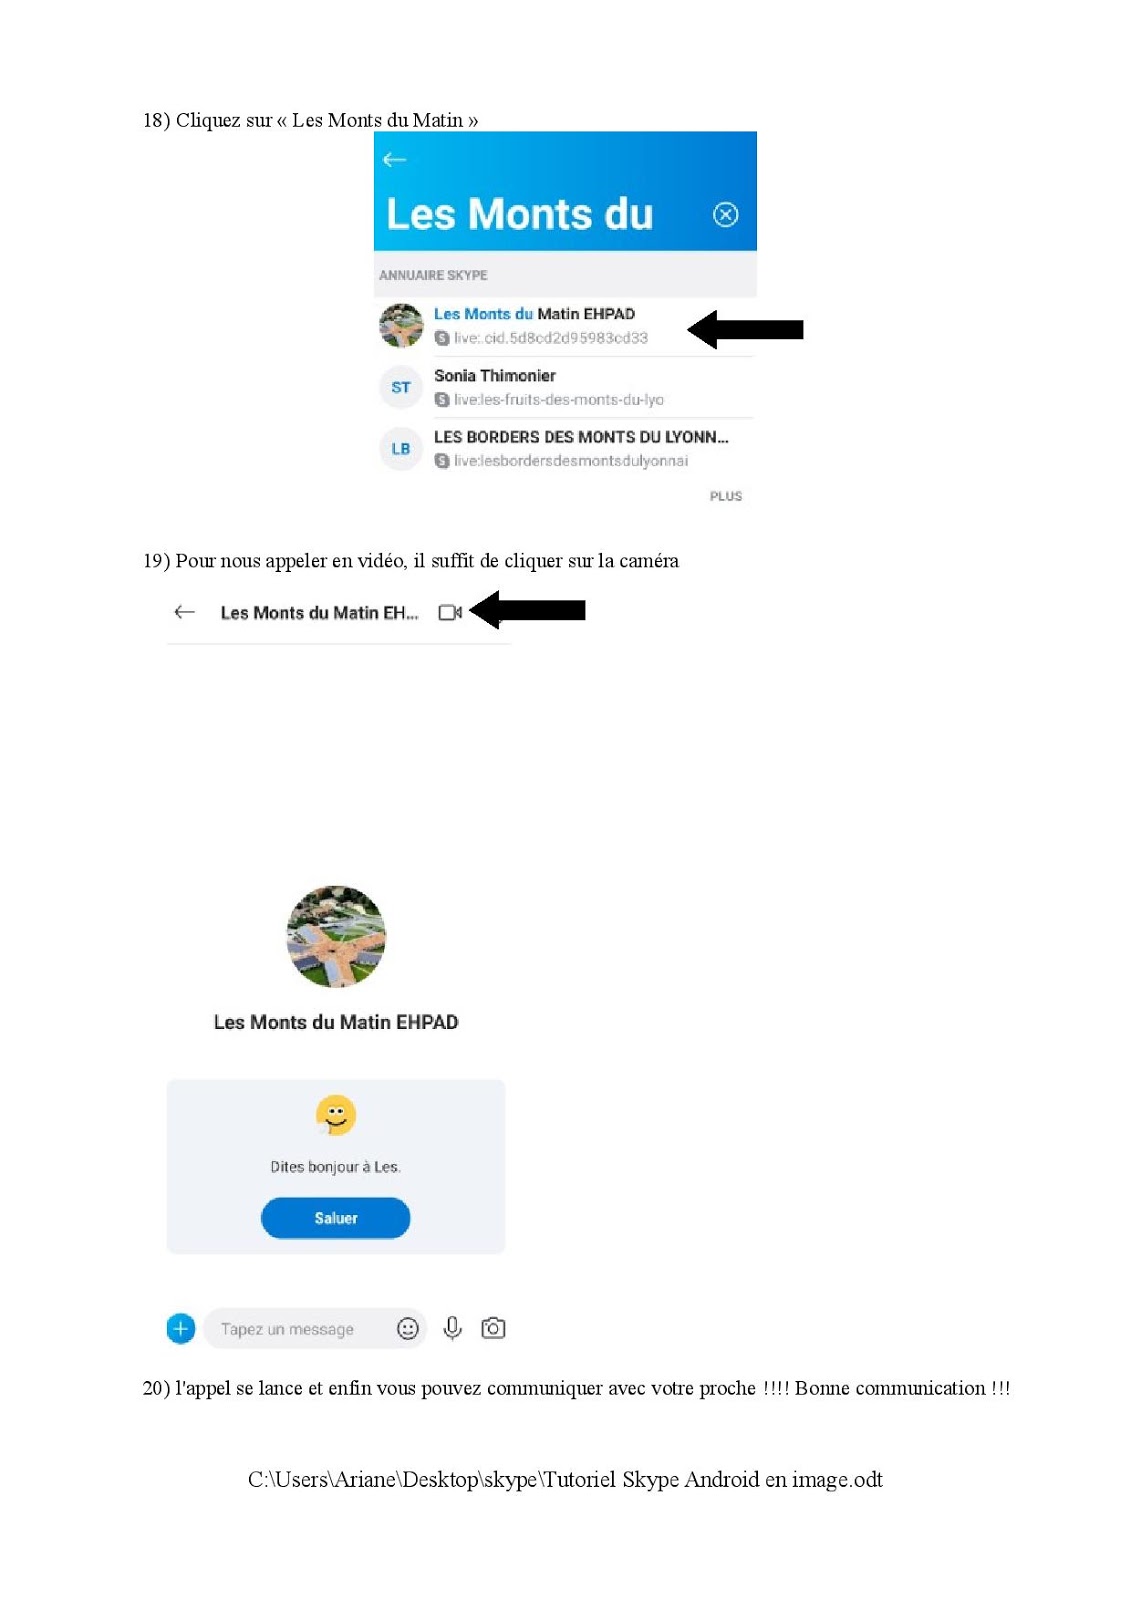 18) Cliquez sur « Les Monts du Matin »
Les Monts du
ANNUAIRE SKYPE
Les Monts du Matin EHPAD
live:.cid.5d8cd2d95983cd33
ST
Sonia Thimonier
live:les-fruits-des-monts-du-lyo
LB
LES BORDERS DES MONTS DU LYONN...
live:lesbordersdesmontsdulyonnai
PLUS
19) Pour nous appeler en vidéo, il suffit de cliquer sur la caméra
Les Monts du Matin EH...
Les Monts du Matin EHPAD
Dites bonjour à Les.
Saluer
Tapez un message
20) l'appel se lance et enfin vous pouvez communiquer avec votre proche !!!! Bonne communication !!!
C:\Users\Ariane\Desktop\skype\Tutoriel Skype Android en image.odt